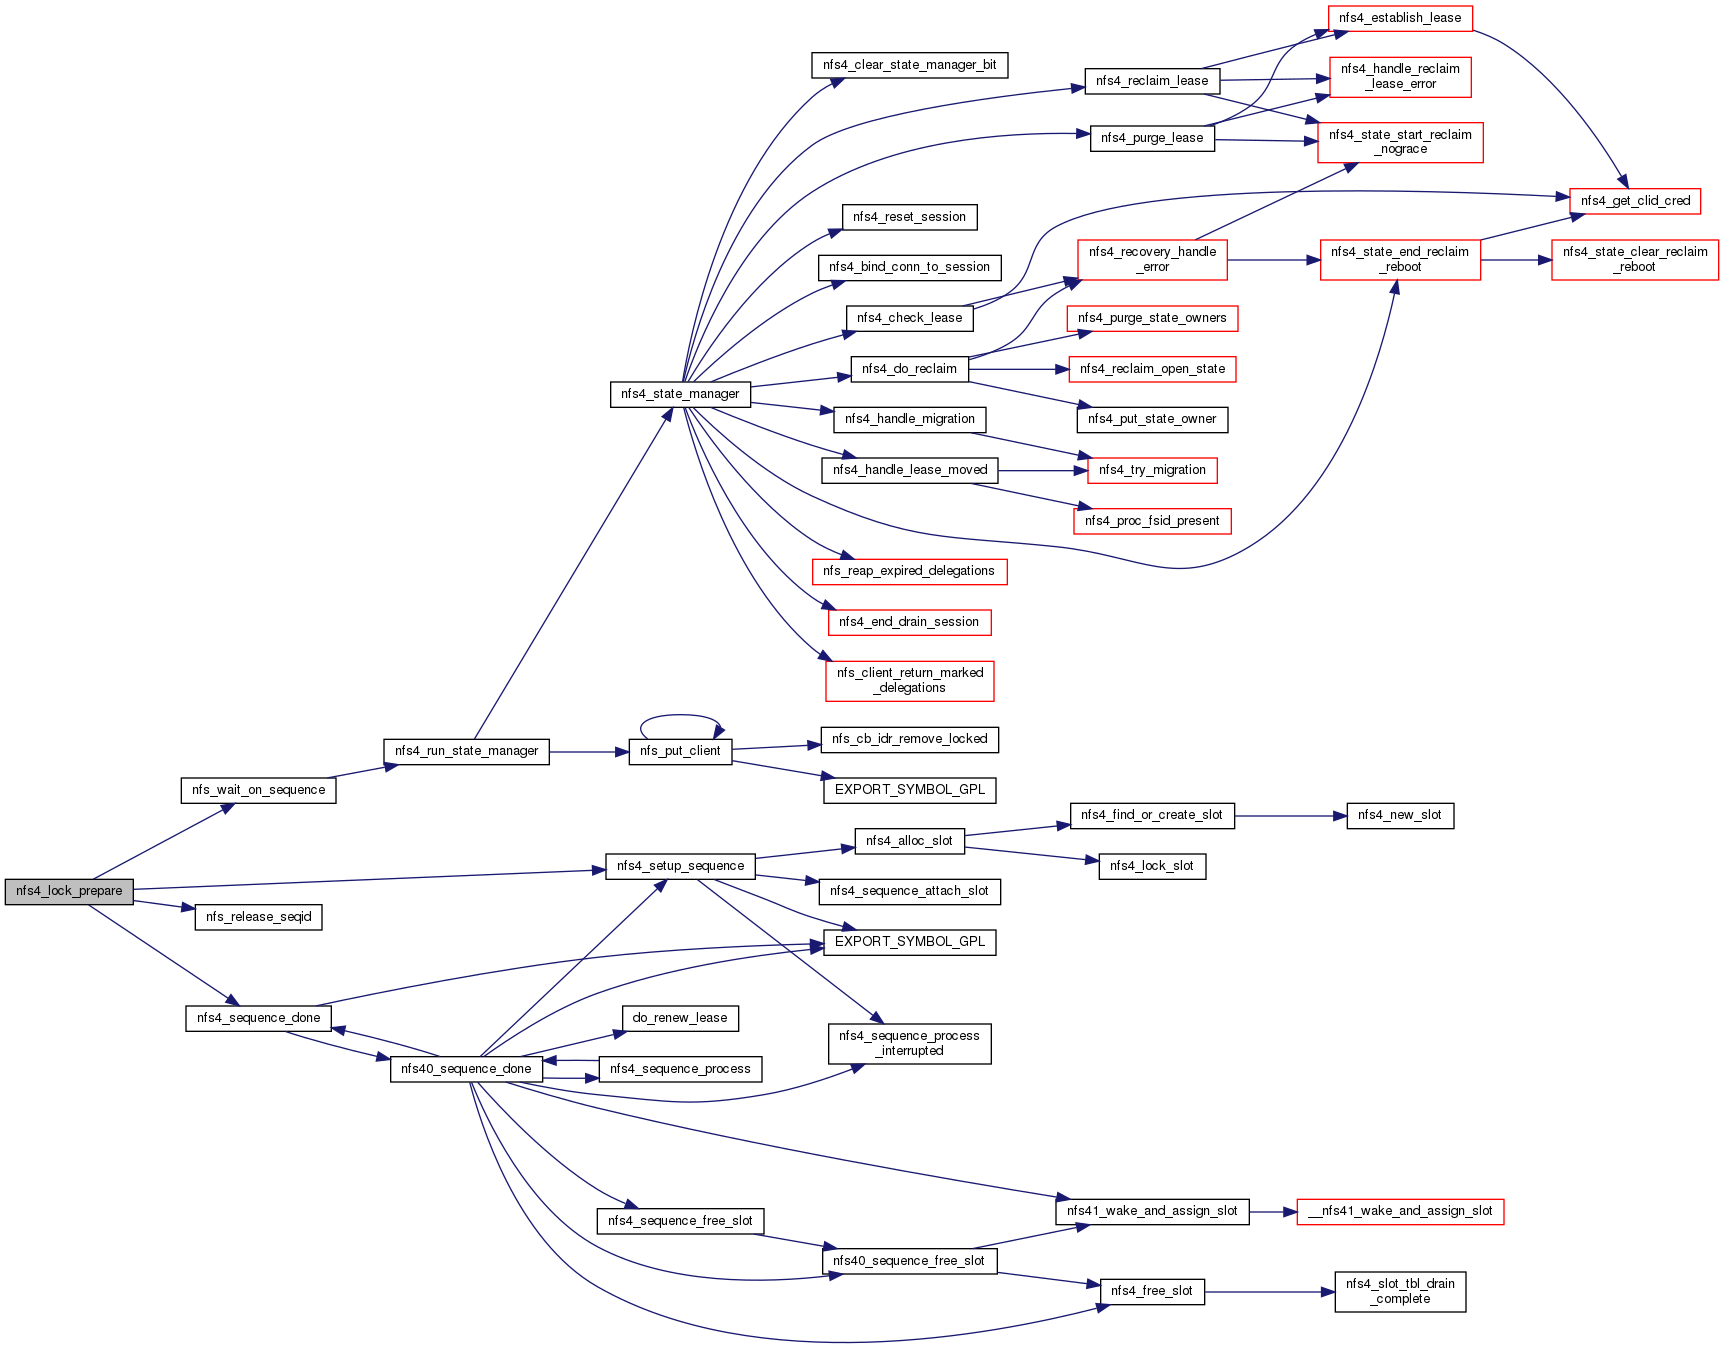 nfs4_establish_lease
nfs4_clear_state_manager_bit
nfs4_reclaim_lease
nfs4_handle_reclaim
_lease_error
nfs4_purge_lease
nfs4_state_start_reclaim
_nograce
nfs4_get_clid_cred
nfs4_reset_session
nfs4_recovery_handle
_error
nfs4_state_end_reclaim
_reboot
nfs4_state_clear_reclaim
_reboot
nfs4_bind_conn_to_session
nfs4_check_lease
nfs4_purge_state_owners
nfs4_do_reclaim
nfs4_reclaim_open_state
nfs4_state_manager
nfs4_handle_migration
nfs4_put_state_owner
nfs4_handle_lease_moved
nfs4_try_migration
nfs4_proc_fsid_present
nfs_reap_expired_delegations
nfs4_end_drain_session
nfs_client_return_marked
_delegations
nfs4_run_state_manager
nfs_put_client
nfs_cb_idr_remove_locked
nfs_wait_on_sequence
EXPORT_SYMBOL_GPL
nfs4_find_or_create_slot
nfs4_new_slot
nfs4_alloc_slot
nfs4_setup_sequence
nfs4_lock_slot
nfs4_lock_prepare
nfs4_sequence_attach_slot
nfs_release_seqid
EXPORT_SYMBOL_GPL
nfs4_sequence_done
do_renew_lease
nfs4_sequence_process
_interrupted
nfs40_sequence_done
nfs4_sequence_process
nfs41_wake_and_assign_slot
__nfs41_wake_and_assign_slot
nfs4_sequence_free_slot
nfs40_sequence_free_slot
nfs4_free_slot
nfs4_slot_tbl_drain
_complete